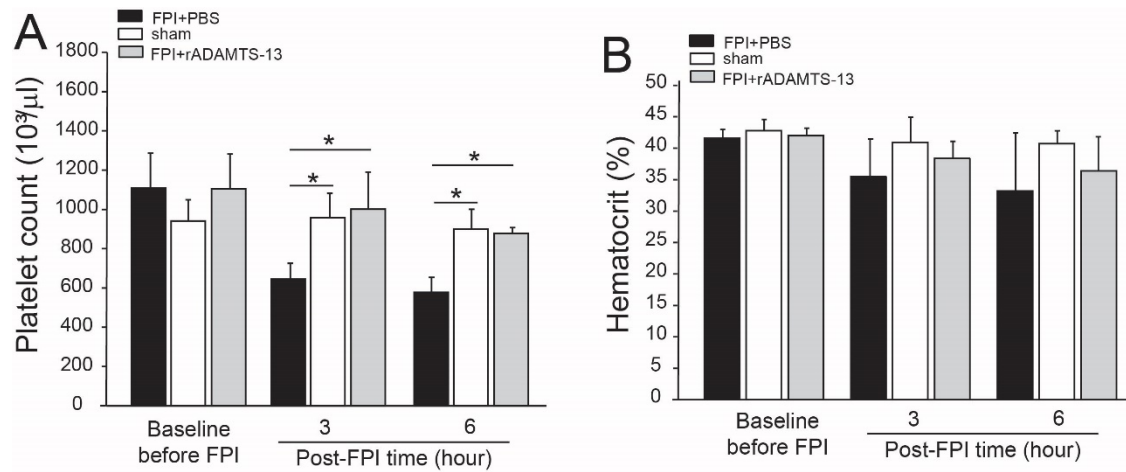 A
FPI+PBS
sham
FPI+rADAMTS-13
Platelet count (10³/µl)
1800
1600
1400
1200
1000
800
600
400
200
0
*
*
*
*
Baseline
before FPI
3
6
Post-FPI time (hour)
B
FPI+PBS
sham
FPI+rADAMTS-13
Hematocrit (%)
50
45
40
35
30
25
20
15
10
5
0
Baseline
before FPI
3
6
Post-FPI time (hour)